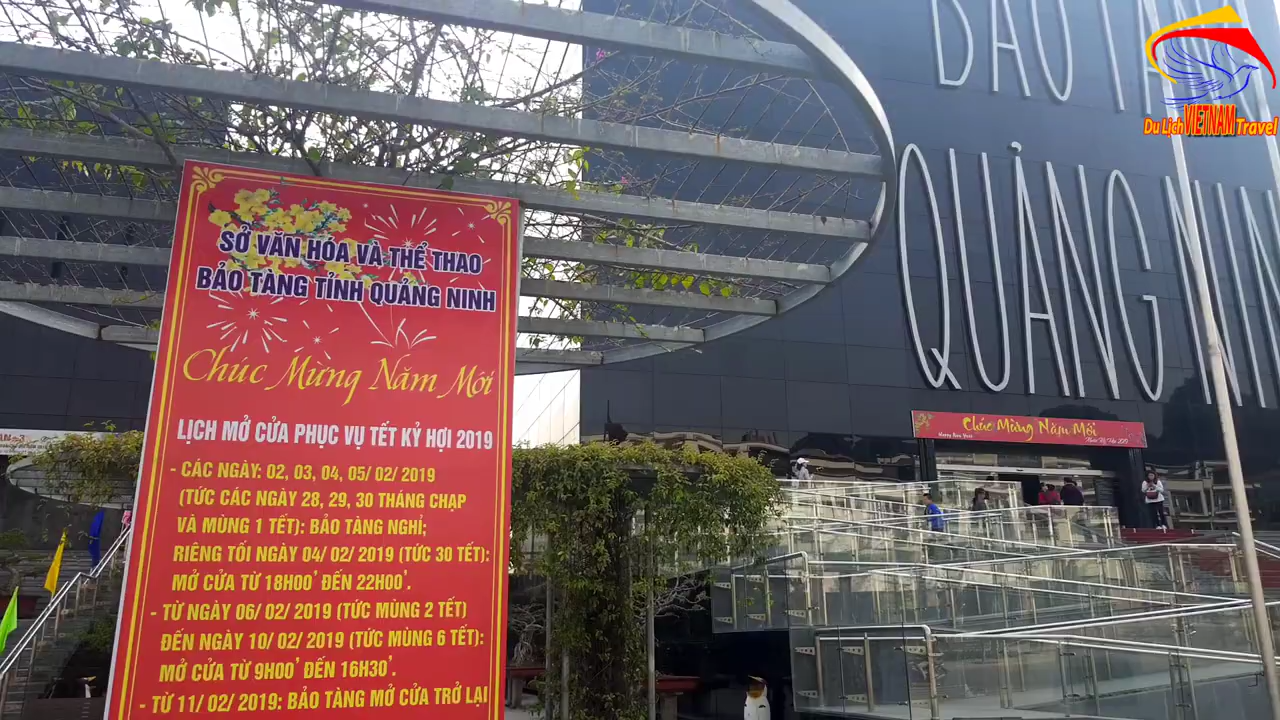 SỞ VĂN HÓA VÀ THỂ THAO
BẢO TÀNG TỈNH QUẢNG NINH
Chúc Mừng Năm Mới
LỊCH MỞ CỬA PHỤC VỤ TẾT KỶ HỢI 2019
- CÁC NGÀY: 02, 03, 04, 05/ 02/ 2019
(TỨC CÁC NGÀY 28, 29, 30 THÁNG CHẠP
VÀ MÙNG 1 TẾT): BẢO TÀNG NGHỈ;
RIÊNG TỐI NGÀY 04/ 02/ 2019 (TỨC 30 TẾT):
MỞ CỬA TỪ 18H00' ĐẾN 22H00'.
- TỪ NGÀY 06/ 02/ 2019 (TỨC MÙNG 2 TẾT)
ĐẾN NGÀY 10/ 02/ 2019 (TỨC MÙNG 6 TẾT):
MỞ CỬA TỪ 9H00' ĐẾN 16H30'.
- TỪ 11/ 02/ 2019: BẢO TÀNG MỞ CỬA TRỞ LẠI
BẢO TÀN
QUẢNG NIN
Du Lịch VIETNAM Travel
Chúc Mừng Năm Mới
Happy New Year